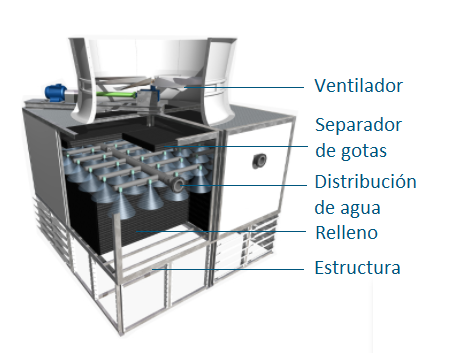 Ventilador
Separador
de gotas
Distribución
de agua
Relleno
Estructura